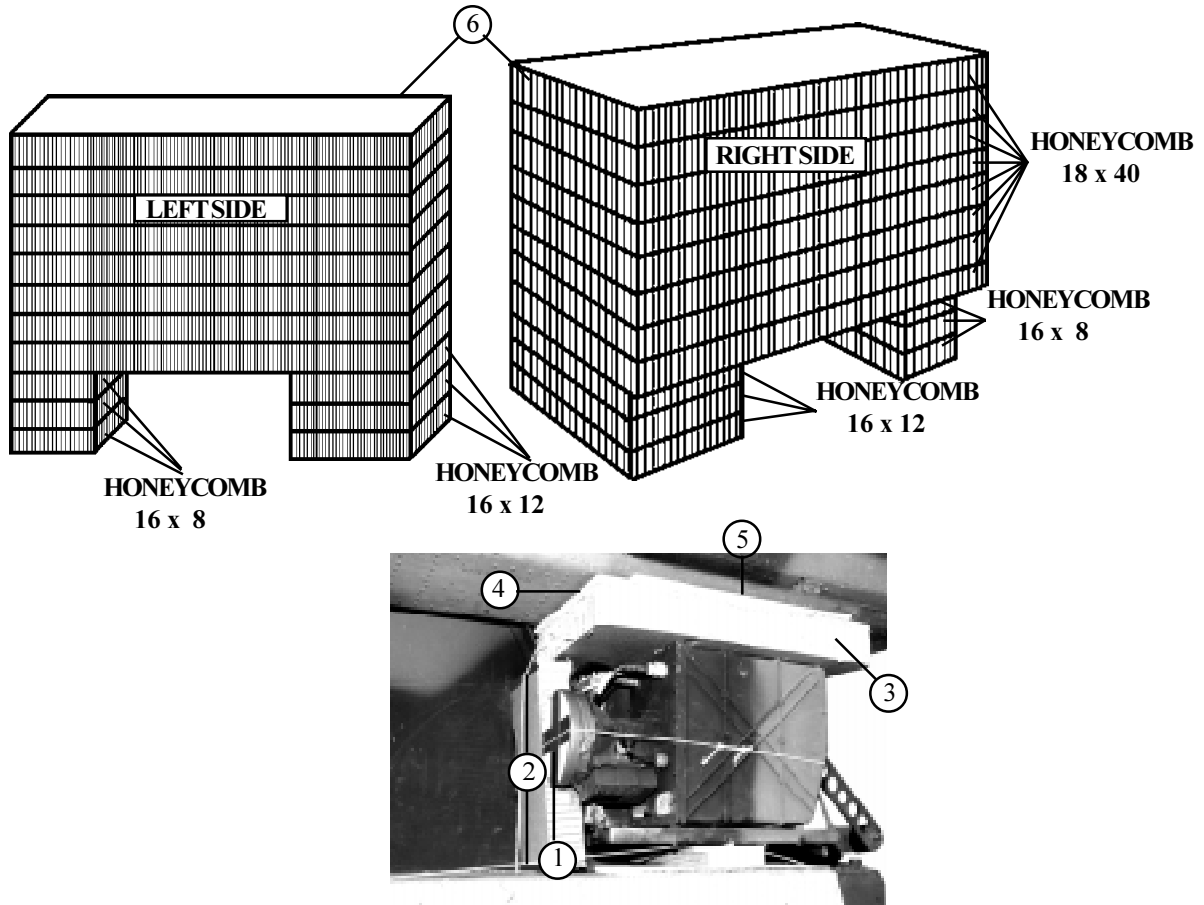 6
LEFT SIDE
RIGHT SIDE
HONEYCOMB
18 x 40
HONEYCOMB
16 x 8
HONEYCOMB
16 x 12
HONEYCOMB
16 x 8
HONEYCOMB
16 x 12
5
4
3
2
1